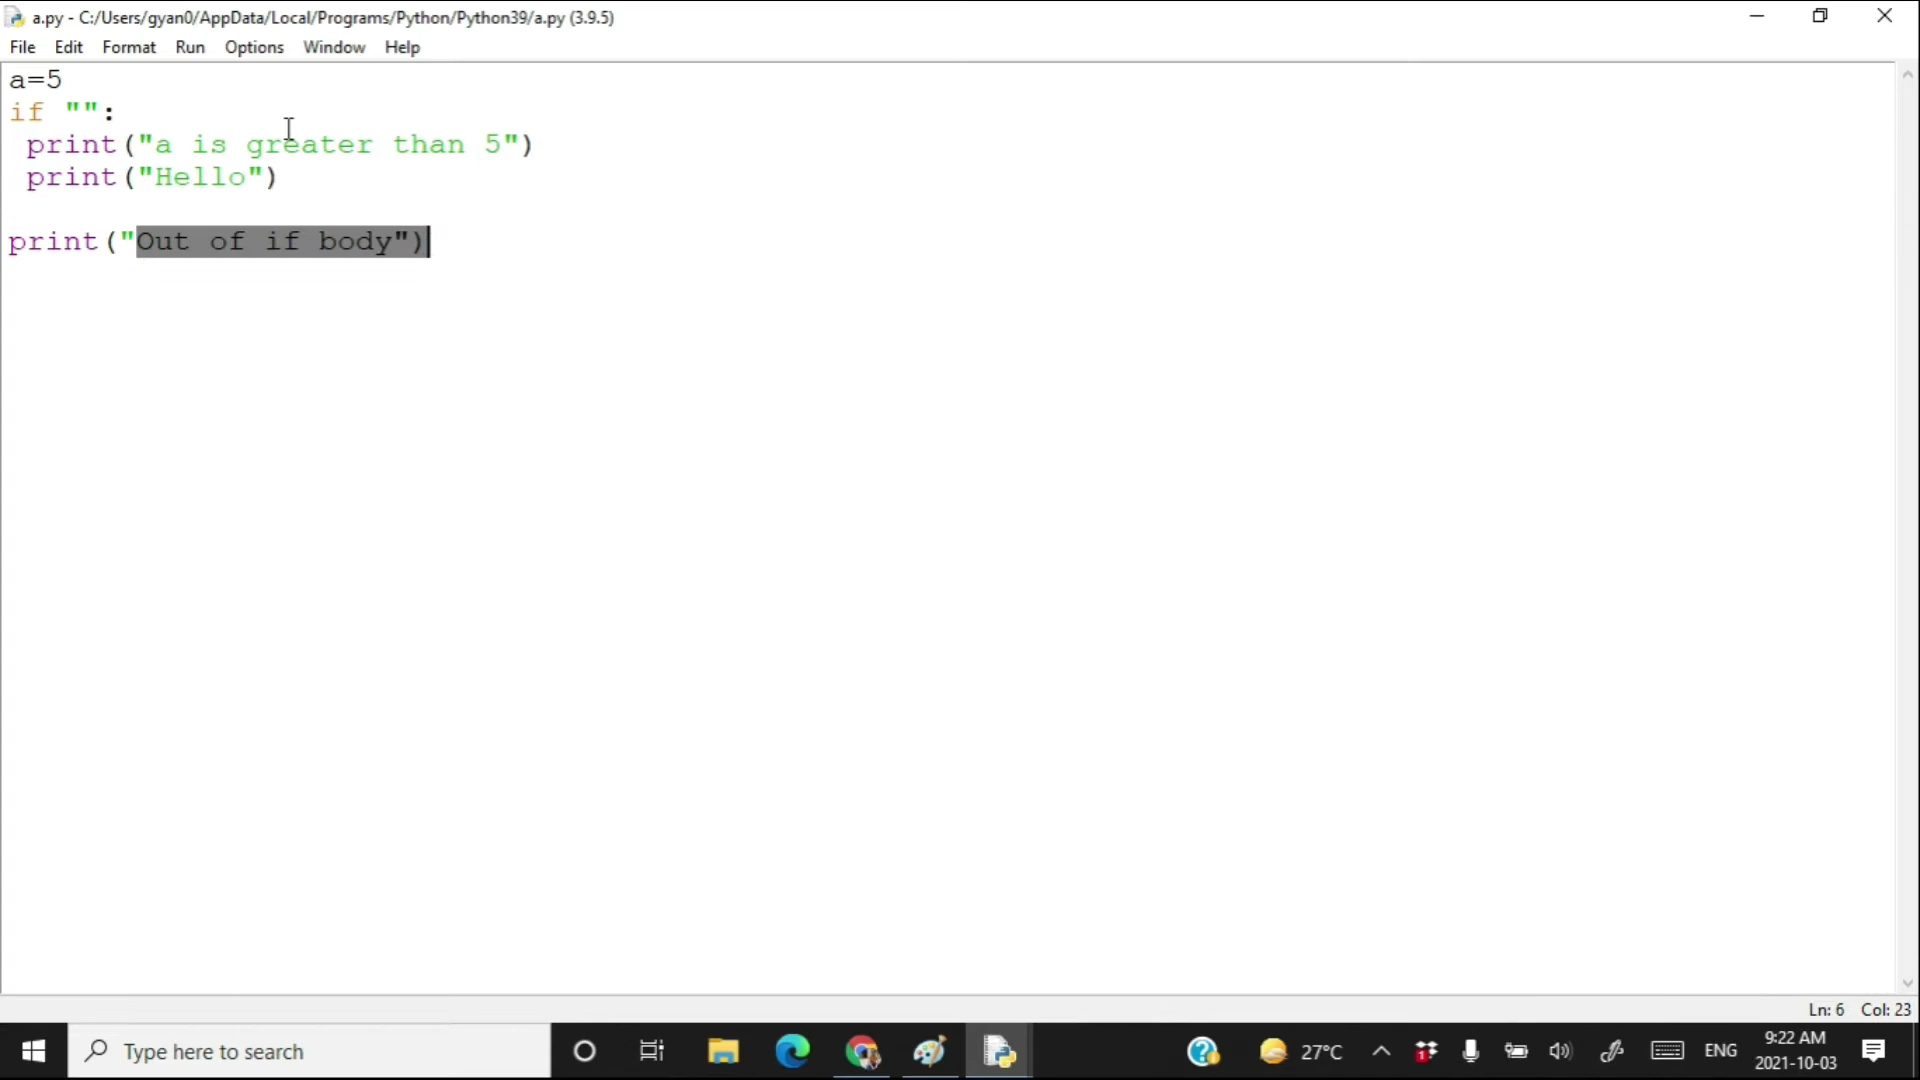 a.py - C:/Users/gyan0/AppData/Local/Programs/Python/Python39/a.py (3.9.5)
File Edit Format Run Options Window Help
a=5
if "":
 print("a is greater than 5")
 print("Hello")
print("Out of if body")
Ln: 6 Col: 23
Type here to search
27°C
ENG
9:22 AM
2021-10-03